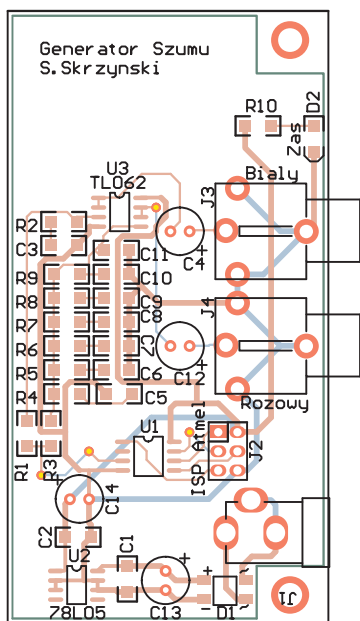 Generator Szumu
S.Skrzynski
D2
R10
Zas
U3
TL062
Bialy
J3
R2
C3
C11
C4
+
R9
C10
R8
C9
J4
R7
C8
R6
C7
+
R5
C6
C12
R4
C5
Rozowy
U1
ISP Atmel
J2
R1
R3
+
C14
C2
U2
C1
+
+
~
J1
78L05
C13
-
D1
~